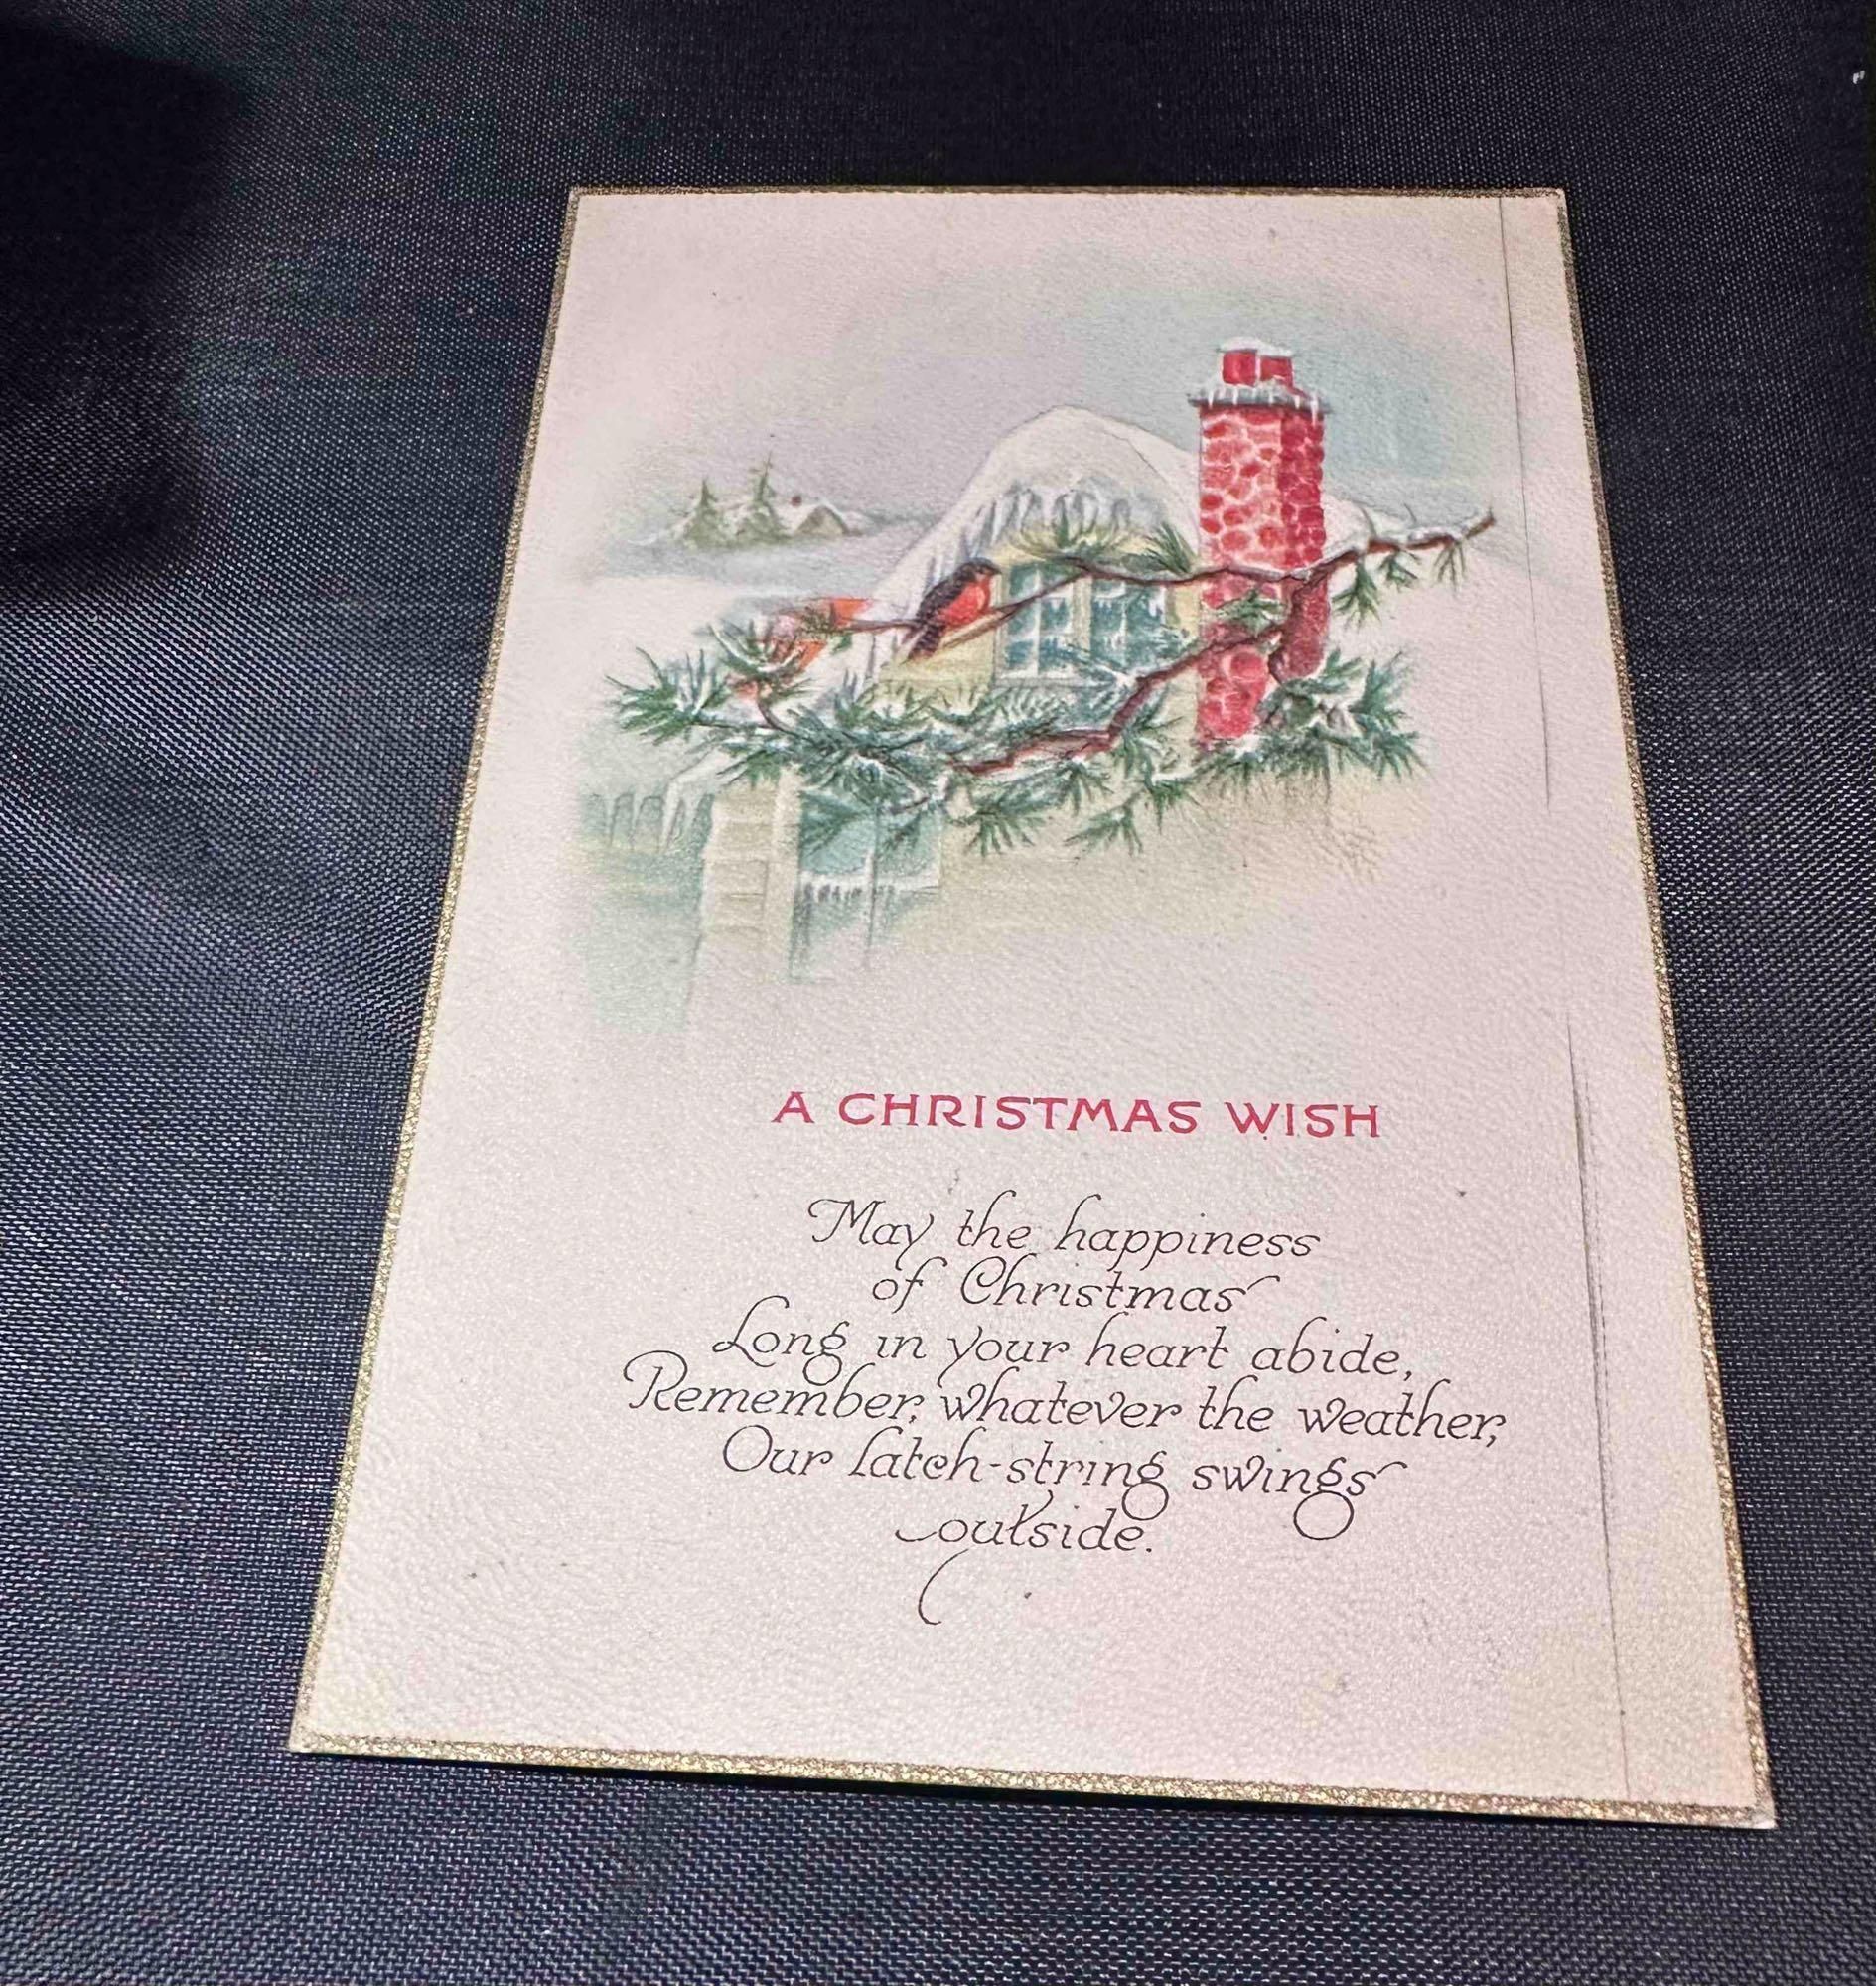 A CHRISTMAS WISH
May the happiness
of Christmas
Long in your heart abide,
Remember, whatever the weather,
Our latch-string swings
outside.